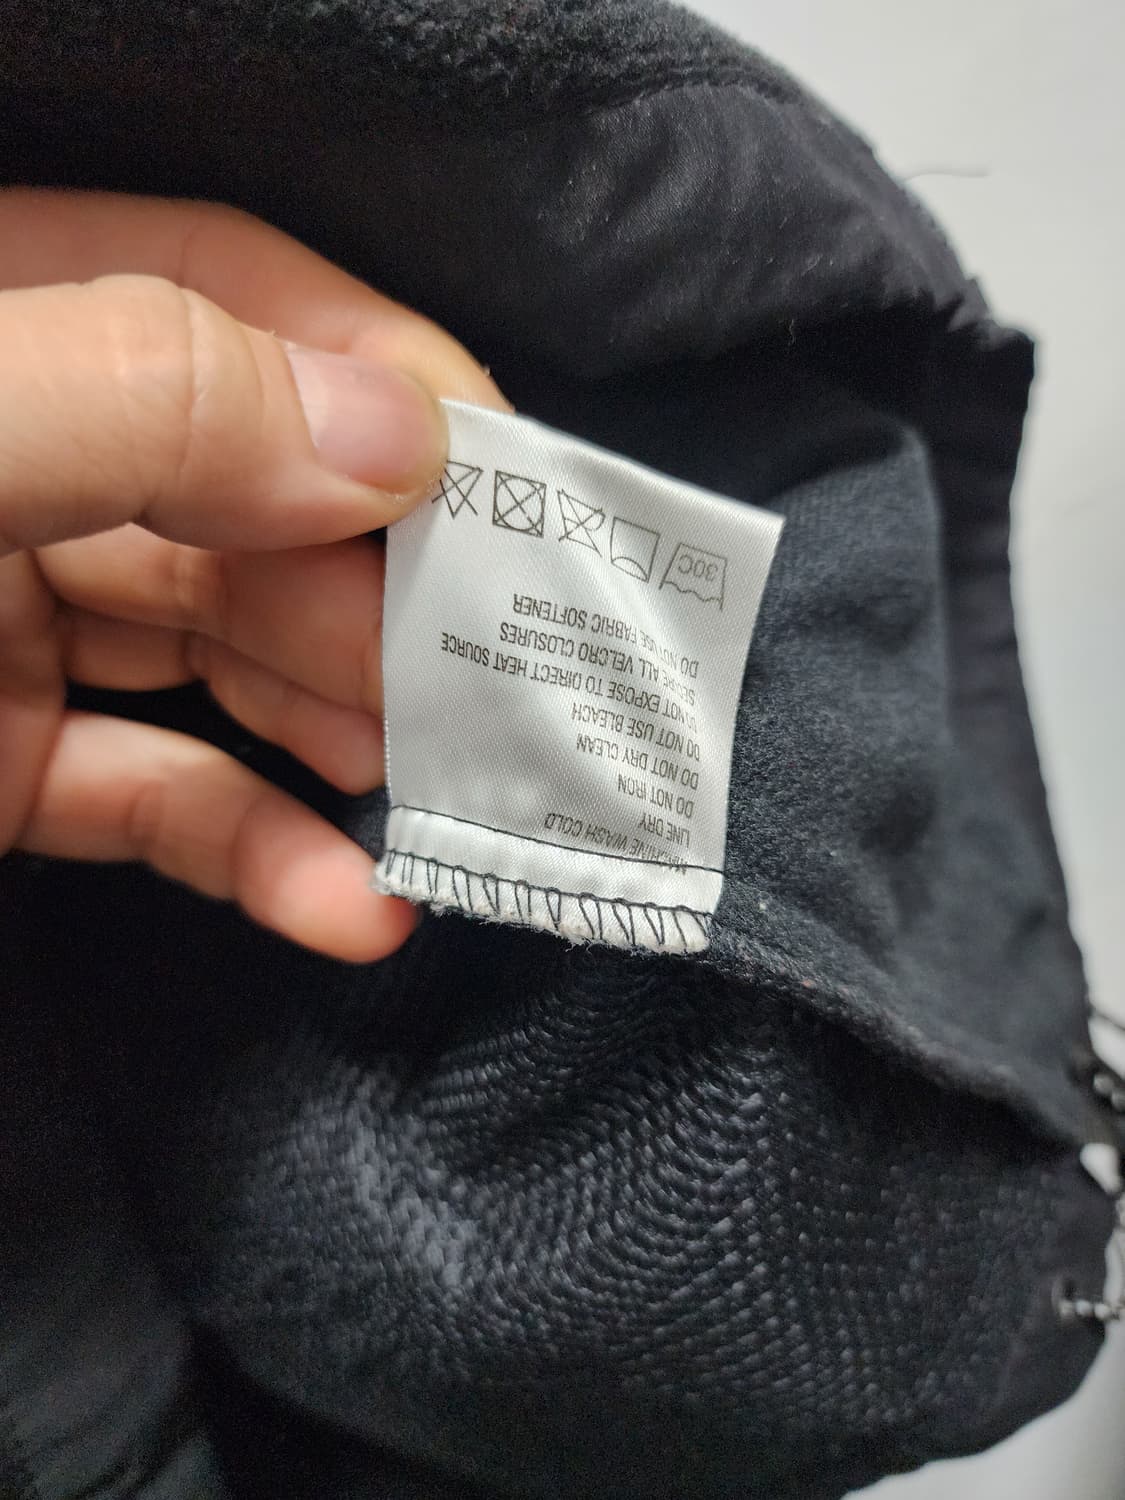 MACHINE WASH COLD
LINE DRY
DO NOT IRON
DO NOT DRY CLEAN
DO NOT USE BLEACH
DO NOT EXPOSE TO DIRECT HEAT SOURCE
SECURE ALL VELCRO CLOSURES
DO NOT USE FABRIC SOFTENER
30C